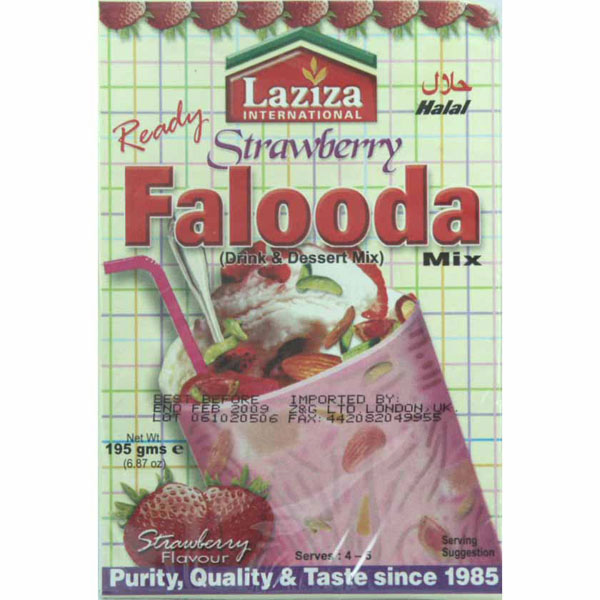 Laziza
INTERNATIONAL
حلال
Halal
Ready
Strawberry
Falooda
(Drink & Dessert Mix)
Mix
BEST BEFORE IMPORTED BY:
END FEB 2009 Z&G LTD LONDON, UK.
LOT 061020506 FAX: 442082049955
Net Wt
195 gms e
(6.87 oz)
Strawberry
Flavour
Serves: 4 – 5
Serving
Suggestion
Purity, Quality & Taste since 1985